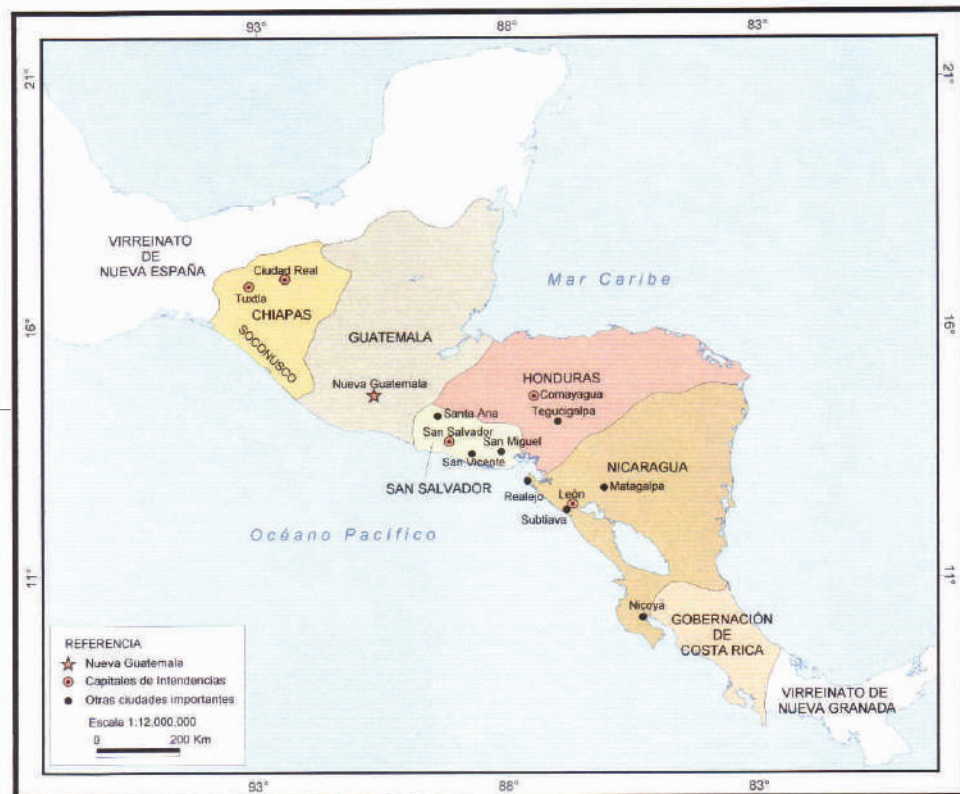 93°
88°
83°
21°
21°
VIRREINATO
DE
NUEVA ESPAÑA
Ciudad Real
Tuxtla
CHIAPAS
SOCONUSCO
Mar Caribe
16°
16°
GUATEMALA
Nueva Guatemala
HONDURAS
Comayagua
Tegucigalpa
Santa Ana
San Salvador
San Miguel
San Vicente
SAN SALVADOR
NICARAGUA
Matagalpa
León
Realejo
Subtiava
Océano Pacífico
11°
11°
Nicoya
GOBERNACIÓN
DE
COSTA RICA
VIRREINATO DE
NUEVA GRANADA
REFERENCIA
Nueva Guatemala
Capitales de Intendencias
Otras ciudades importantes
Escala 1:12,000.000
0 200 Km
93°
88°
83°